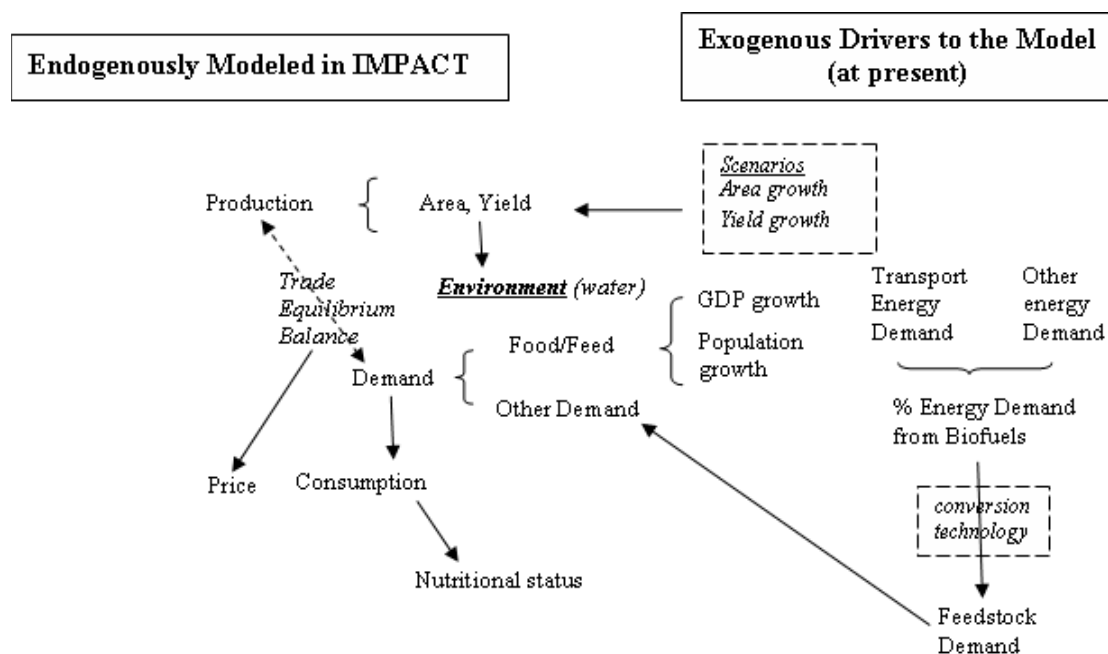 Endogenously Modeled in IMPACT
Exogenous Drivers to the Model
(at present)
Scenarios
Area growth
Yield growth
Production
Area, Yield
Environment (water)
Trade
Equilibrium
Balance
GDP growth
Population
growth
Transport
Energy
Demand
Other
energy
Demand
Food/Feed
Demand
Other Demand
% Energy Demand
from Biofuels
Price
Consumption
conversion
technology
Nutritional status
Feedstock
Demand